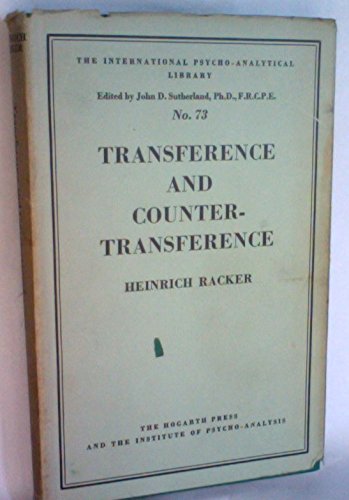 THE INTERNATIONAL PSYCHO-ANALYTICAL
LIBRARY
Edited by John D. Sutherland, Ph.D., F.R.C.P.E.
No. 73
TRANSFERENCE
AND
COUNTER-
TRANSFERENCE
HEINRICH RACKER
THE HOGARTH PRESS
AND THE INSTITUTE OF PSYCHO-ANALYSIS